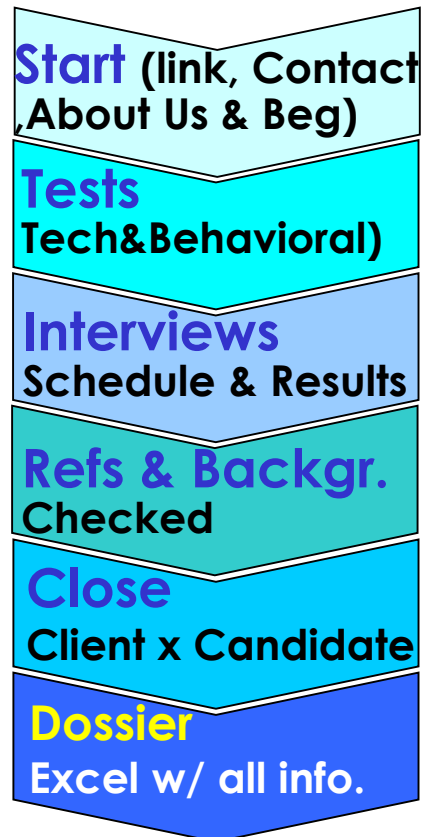 Start (link, Contact
,About Us & Beg)
Tests
Tech&Behavioral)
Interviews
Schedule & Results
Refs & Backgr.
Checked
Close
Client x Candidate
Dossier
Excel w/ all info.